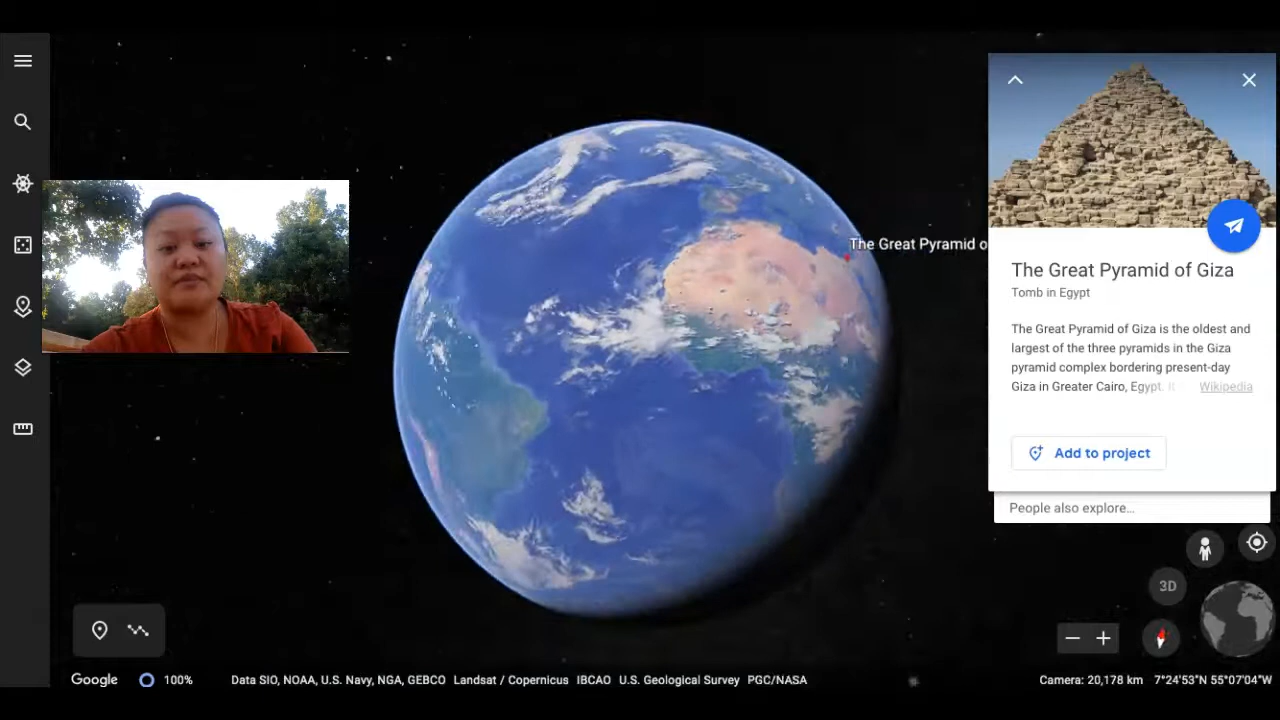 The Great Pyramid o
The Great Pyramid of Giza
Tomb in Egypt
The Great Pyramid of Giza is the oldest and
largest of the three pyramids in the Giza
pyramid complex bordering present-day
Giza in Greater Cairo, Egypt. It Wikipedia
Add to project
People also explore...
3D
Google 100% Data SIO, NOAA, U.S. Navy, NGA, GEBCO Landsat / Copernicus IBCAO U.S. Geological Survey PGC/NASA Camera: 20,178 km 7°24'53"N 55°07'04"W